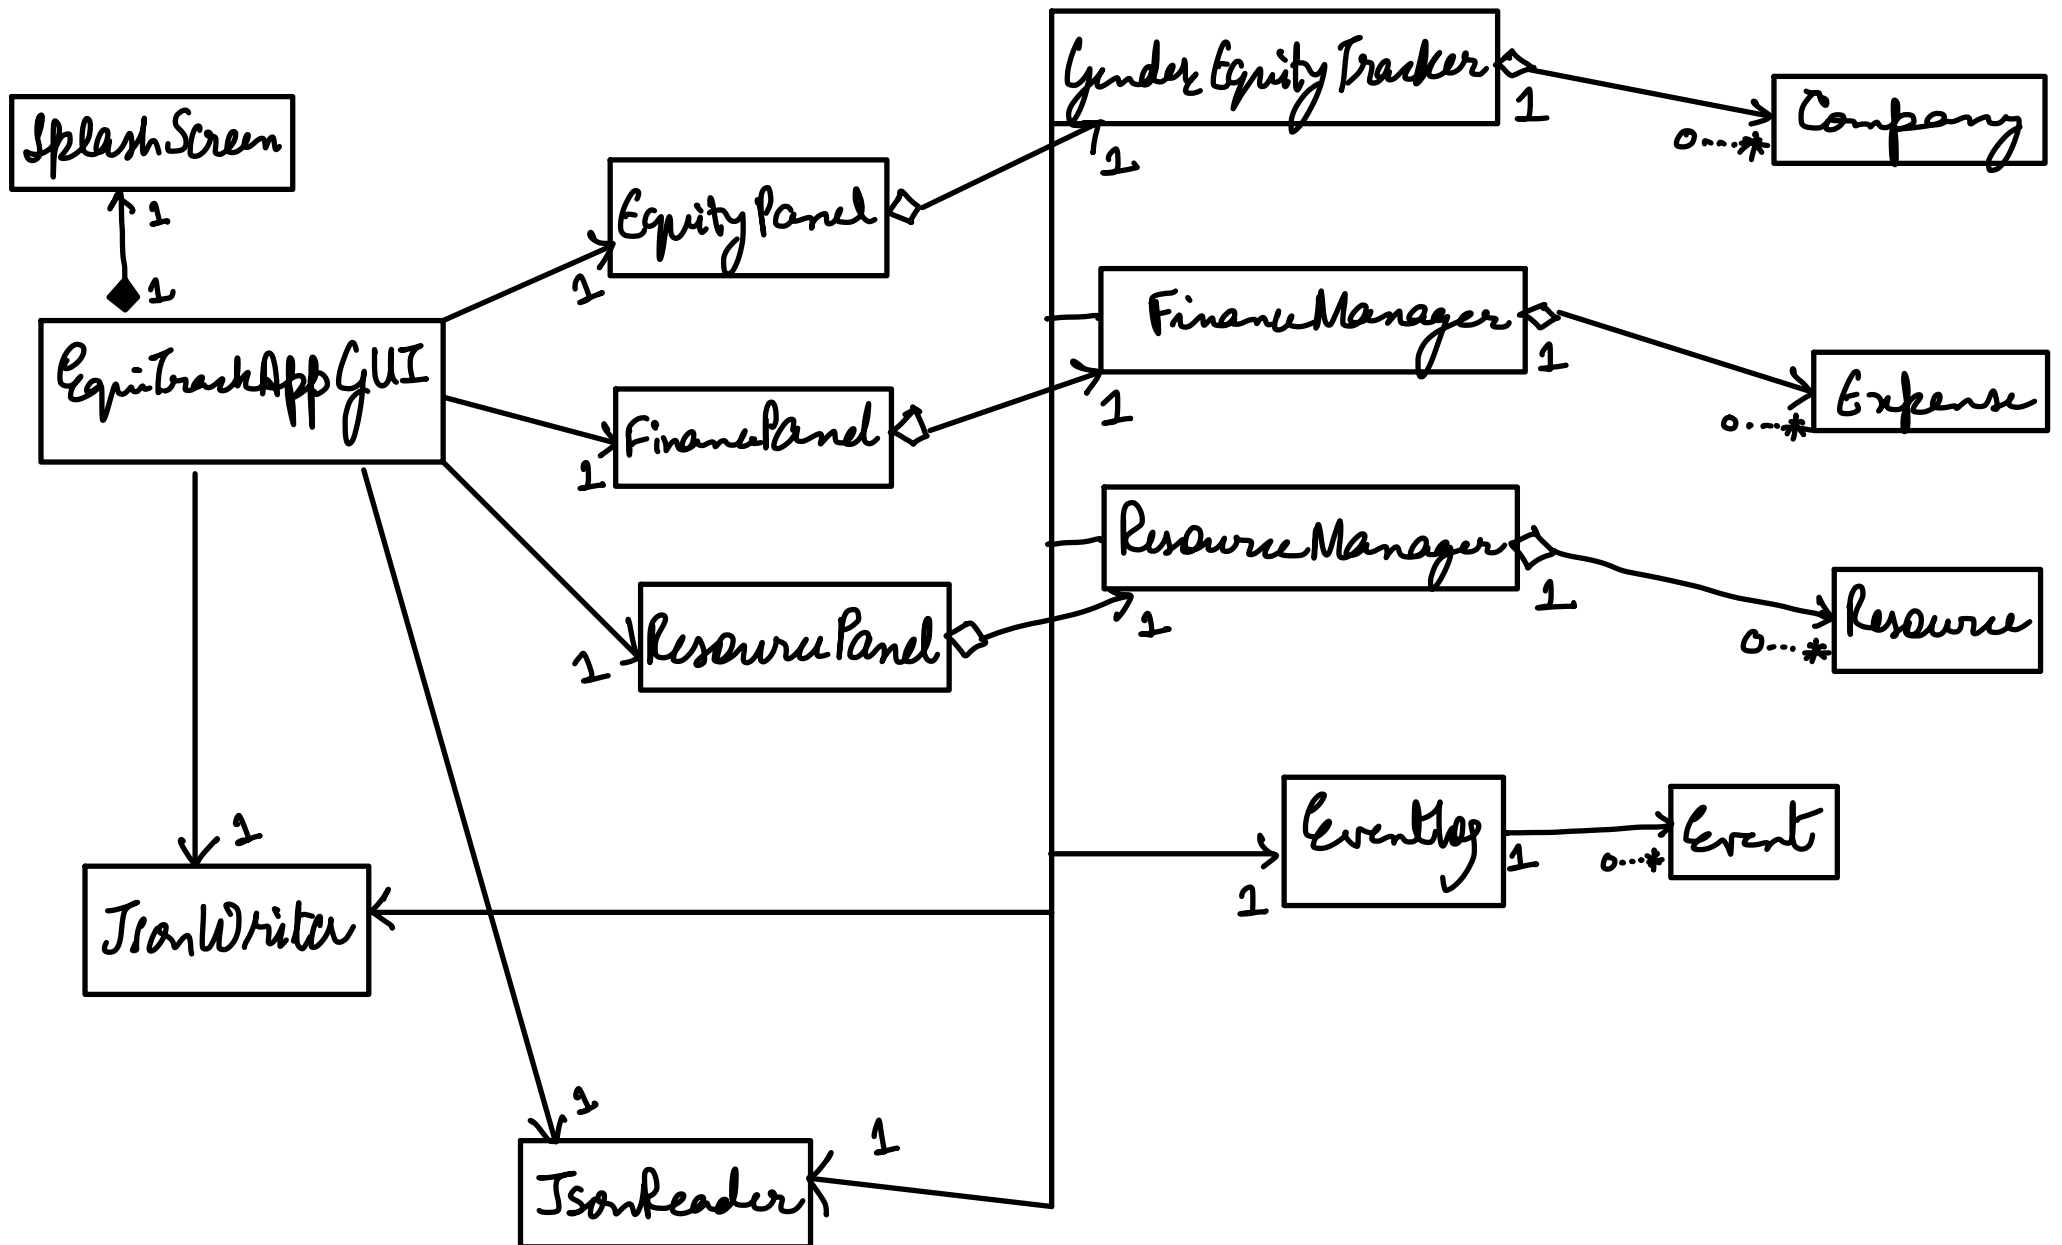 GenderEquityTracker
1
Company
0...*
SplashScreen
1
1
EquityPanel
1
1
EquiTrackAppGUI
FinanceManager
1
1
Expense
0...*
FinancePanel
1
ResourceManager
1
1
Resource
0...*
ResourcePanel
1
EventLog
1
1
Event
0...*
1
JsonWriter
1
JsonReader
1